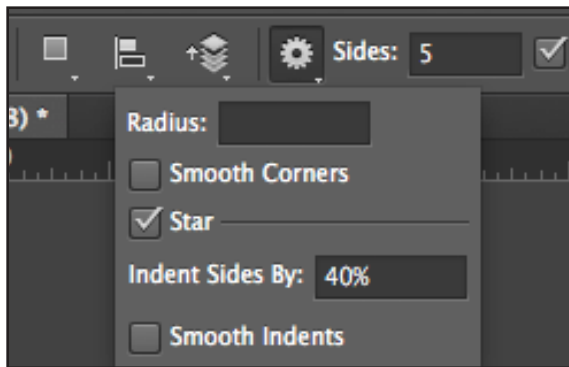 Sides: 5
3) *
Radius:
Smooth Corners
Star
Indent Sides By: 40%
Smooth Indents